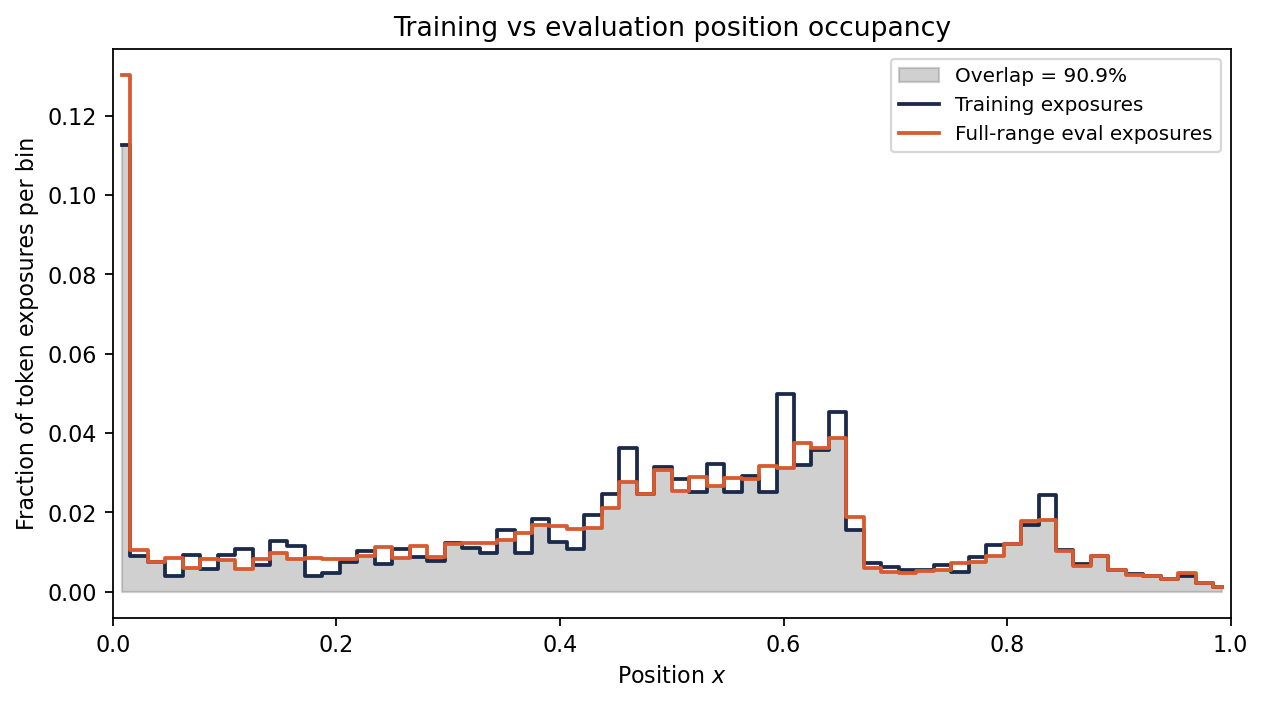 Training vs evaluation position occupancy
Overlap = 90.9%
Training exposures
Full-range eval exposures
Fraction of token exposures per bin
0.12
0.10
0.08
0.06
0.04
0.02
0.00
0.0 0.2 0.4 0.6 0.8 1.0
Position x